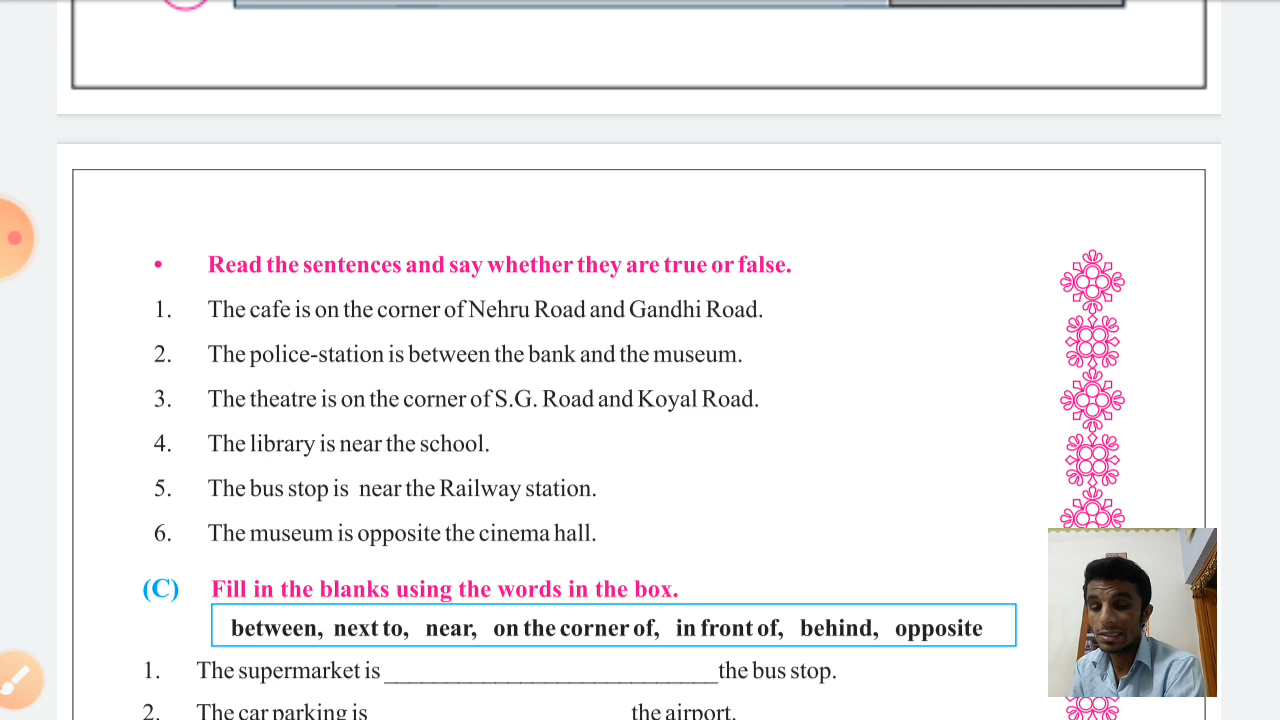 • Read the sentences and say whether they are true or false.
1. The cafe is on the corner of Nehru Road and Gandhi Road.
2. The police-station is between the bank and the museum.
3. The theatre is on the corner of S.G. Road and Koyal Road.
4. The library is near the school.
5. The bus stop is near the Railway station.
6. The museum is opposite the cinema hall.
(C) Fill in the blanks using the words in the box.
between, next to, near, on the corner of, in front of, behind, opposite
1. The supermarket is ____________________________ the bus stop.
2. The car parking is the airport.